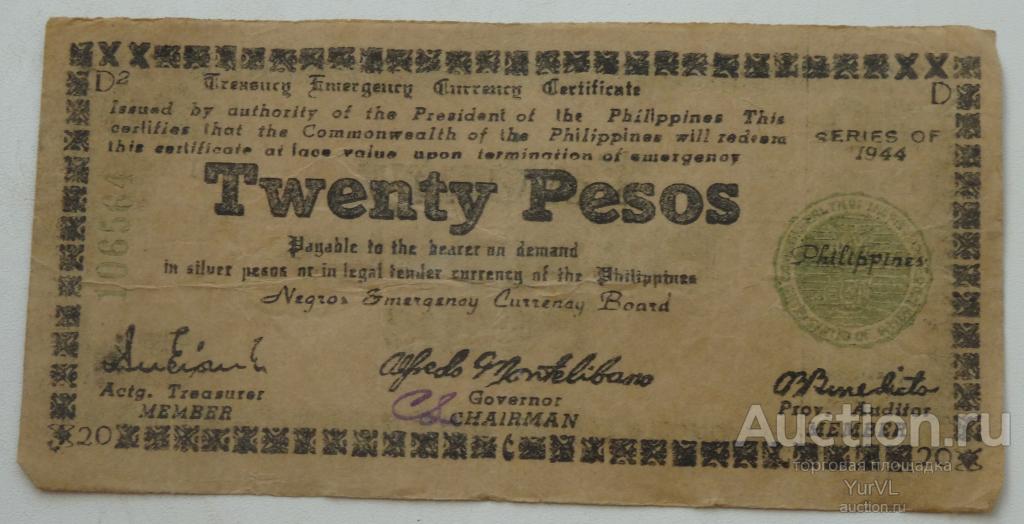 XX XX
D2 D
Treasury Emergency Currency Certificate
Issued by authority of the President of the Philippines This
certifies that the Commonwealth of the Philippines will redeem
this certificate at face value upon termination of emergency
SERIES OF
1944
Twenty Pesos
106564
Payable to the bearer on demand
in silver pesos or in legal tender currency of the Philippines
Negros Emergency Currency Board
Philippines
Alfredo Montelibano
Actg. Treasurer
MEMBER
Governor
CHAIRMAN
Prov. Auditor
MEMBER
20 20
Auction.ru
торговая площадка
YurVL
auction.ru